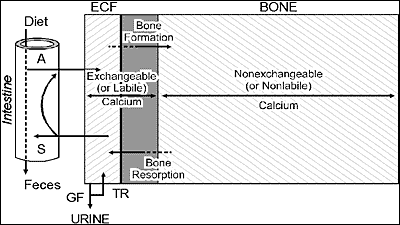 ECF
BONE
Diet
Bone
Formation
A
Exchangeable
(or Labile)
Calcium
Nonexchangeable
(or Nonlabile)
Calcium
Intestine
S
Bone
Resorption
Feces
GF
TR
URINE